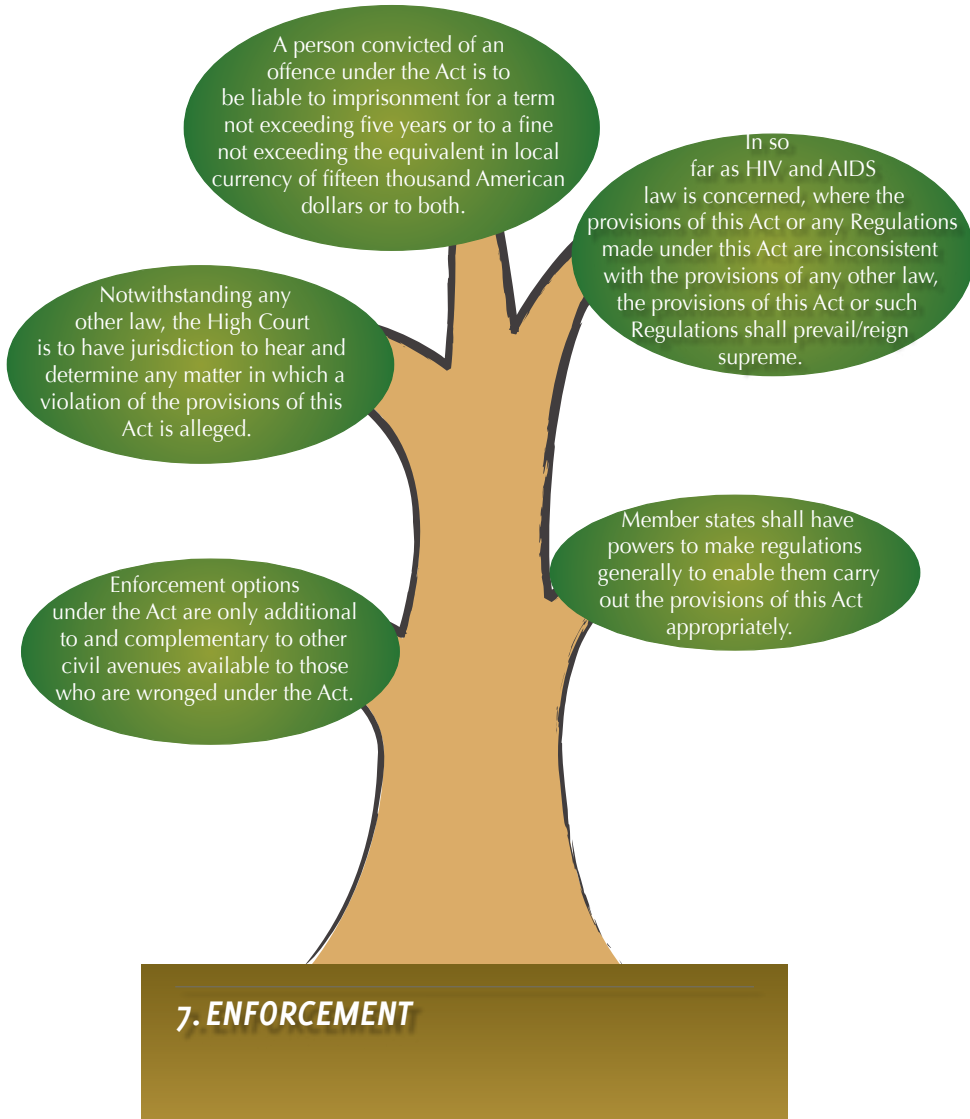 A person convicted of an
offence under the Act is to
be liable to imprisonment for a term
not exceeding five years or to a fine
not exceeding the equivalent in local
currency of fifteen thousand American
dollars or to both.
In so
far as HIV and AIDS
law is concerned, where the
provisions of this Act or any Regulations
made under this Act are inconsistent
with the provisions of any other law,
the provisions of this Act or such
Regulations shall prevail/reign
supreme.
Notwithstanding any
other law, the High Court
is to have jurisdiction to hear and
determine any matter in which a
violation of the provisions of this
Act is alleged.
Member states shall have
powers to make regulations
generally to enable them carry
out the provisions of this Act
appropriately.
Enforcement options
under the Act are only additional
to and complementary to other
civil avenues available to those
who are wronged under the Act.
7. ENFORCEMENT